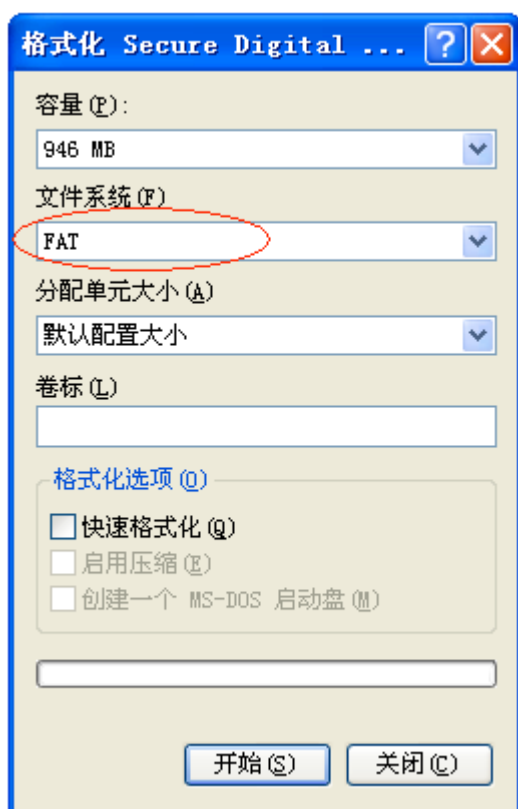 格式化 Secure Digital ...
容量(P):
946 MB
文件系统(F)
FAT
分配单元大小(A)
默认配置大小
卷标(L)
格式化选项(O)
快速格式化(Q)
启用压缩(E)
创建一个 MS-DOS 启动盘(M)
开始(S) 关闭(C)